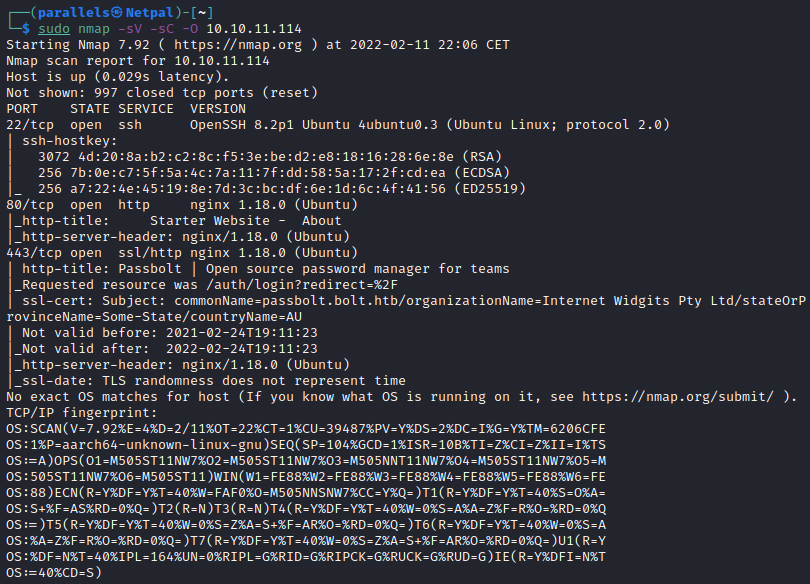 ┌──(parallels㉿Netpal)-[~]
└─$ sudo nmap -sV -sC -O 10.10.11.114
Starting Nmap 7.92 ( https://nmap.org ) at 2022-02-11 22:06 CET
Nmap scan report for 10.10.11.114
Host is up (0.029s latency).
Not shown: 997 closed tcp ports (reset)
PORT    STATE SERVICE  VERSION
22/tcp  open  ssh      OpenSSH 8.2p1 Ubuntu 4ubuntu0.3 (Ubuntu Linux; protocol 2.0)
| ssh-hostkey:
|   3072 4d:20:8a:b2:c2:8c:f5:3e:be:d2:e8:18:16:28:6e:8e (RSA)
|   256 7b:0e:c7:5f:5a:4c:7a:11:7f:dd:58:5a:17:2f:cd:ea (ECDSA)
|_  256 a7:22:4e:45:19:8e:7d:3c:bc:df:6e:1d:6c:4f:41:56 (ED25519)
80/tcp  open  http     nginx 1.18.0 (Ubuntu)
|_http-title:     Starter Website -  About
|_http-server-header: nginx/1.18.0 (Ubuntu)
443/tcp open  ssl/http nginx 1.18.0 (Ubuntu)
| http-title: Passbolt | Open source password manager for teams
|_Requested resource was /auth/login?redirect=%2F
| ssl-cert: Subject: commonName=passbolt.bolt.htb/organizationName=Internet Widgits Pty Ltd/stateOrP
rovinceName=Some-State/countryName=AU
| Not valid before: 2021-02-24T19:11:23
|_Not valid after:  2022-02-24T19:11:23
|_http-server-header: nginx/1.18.0 (Ubuntu)
|_ssl-date: TLS randomness does not represent time
No exact OS matches for host (If you know what OS is running on it, see https://nmap.org/submit/ ).
TCP/IP fingerprint:
OS:SCAN(V=7.92%E=4%D=2/11%OT=22%CT=1%CU=39487%PV=Y%DS=2%DC=I%G=Y%TM=6206CFE
OS:1%P=aarch64-unknown-linux-gnu)SEQ(SP=104%GCD=1%ISR=10B%TI=Z%CI=Z%II=I%TS
OS:=A)OPS(O1=M505ST11NW7%O2=M505ST11NW7%O3=M505NNT11NW7%O4=M505ST11NW7%O5=M
OS:505ST11NW7%O6=M505ST11)WIN(W1=FE88%W2=FE88%W3=FE88%W4=FE88%W5=FE88%W6=FE
OS:88)ECN(R=Y%DF=Y%T=40%W=FAF0%O=M505NNSNW7%CC=Y%Q=)T1(R=Y%DF=Y%T=40%S=O%A=
OS:S+%F=AS%RD=0%Q=)T2(R=N)T3(R=N)T4(R=Y%DF=Y%T=40%W=0%S=A%A=Z%F=R%O=%RD=0%Q
OS:=)T5(R=Y%DF=Y%T=40%W=0%S=Z%A=S+%F=AR%O=%RD=0%Q=)T6(R=Y%DF=Y%T=40%W=0%S=A
OS:%A=Z%F=R%O=%RD=0%Q=)T7(R=Y%DF=Y%T=40%W=0%S=Z%A=S+%F=AR%O=%RD=0%Q=)U1(R=Y
OS:%DF=N%T=40%IPL=164%UN=0%RIPL=G%RID=G%RIPCK=G%RUCK=G%RUD=G)IE(R=Y%DFI=N%T
OS:=40%CD=S)